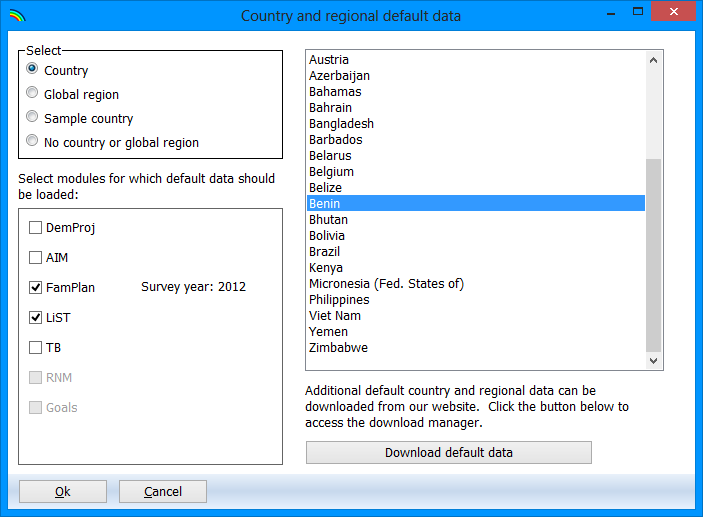 Country and regional default data
Select
Country
Global region
Sample country
No country or global region
Select modules for which default data should
be loaded:
DemProj
AIM
FamPlan Survey year: 2012
LiST
TB
RNM
Goals
Austria
Azerbaijan
Bahamas
Bahrain
Bangladesh
Barbados
Belarus
Belgium
Belize
Benin
Bhutan
Bolivia
Brazil
Kenya
Micronesia (Fed. States of)
Philippines
Viet Nam
Yemen
Zimbabwe
Additional default country and regional data can be
downloaded from our website.  Click the button below to
access the download manager.
Download default data
Ok
Cancel